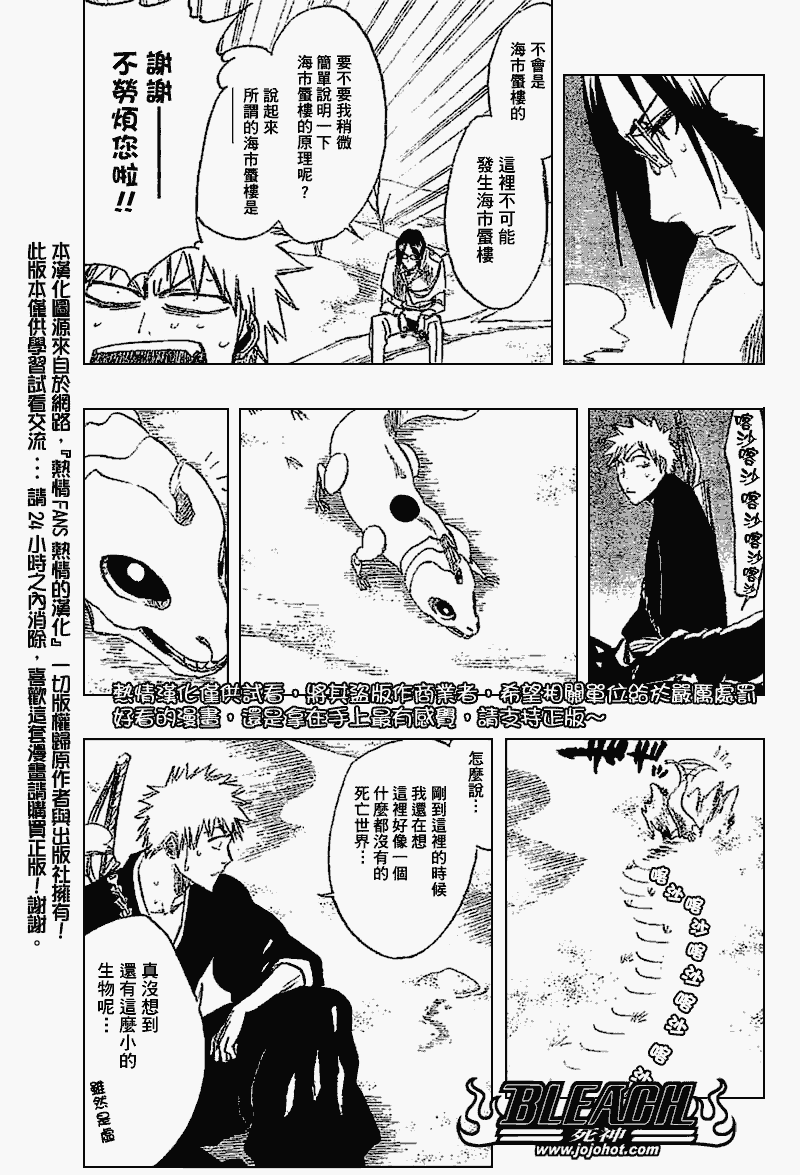 不會是
海市蜃樓的
這裡不可能
發生海市蜃樓
要不要我稍微
簡單說明一下
海市蜃樓的原理呢？
說起來
所謂的海市蜃樓是
——
謝謝——
不勞煩您啦!!
喀沙喀沙 喀沙 喀沙喀沙
熱情漢化僅供試看，將其盜版作商業者，希望相關單位給於嚴厲處罰
好看的漫畫，還是拿在手上最有感覺，請支持正版～
喀沙 喀沙 喀沙 喀沙 喀沙 喀沙
怎麼說…
剛到這裡的時候
我還在想
這裡好像一個
什麼都沒有的
死亡世界…
真沒想到
還有這麼小的
生物呢…
雖然是虛
本漢化圖源來自於網路，『熱情FANS 熱情的漢化』 一切版權歸原作者與出版社擁有！
此版本僅供學習試看交流… 請 24 小時之內消除，喜歡這套漫畫請購買正版！謝謝。
BLEACH
死神
www.jojohot.com